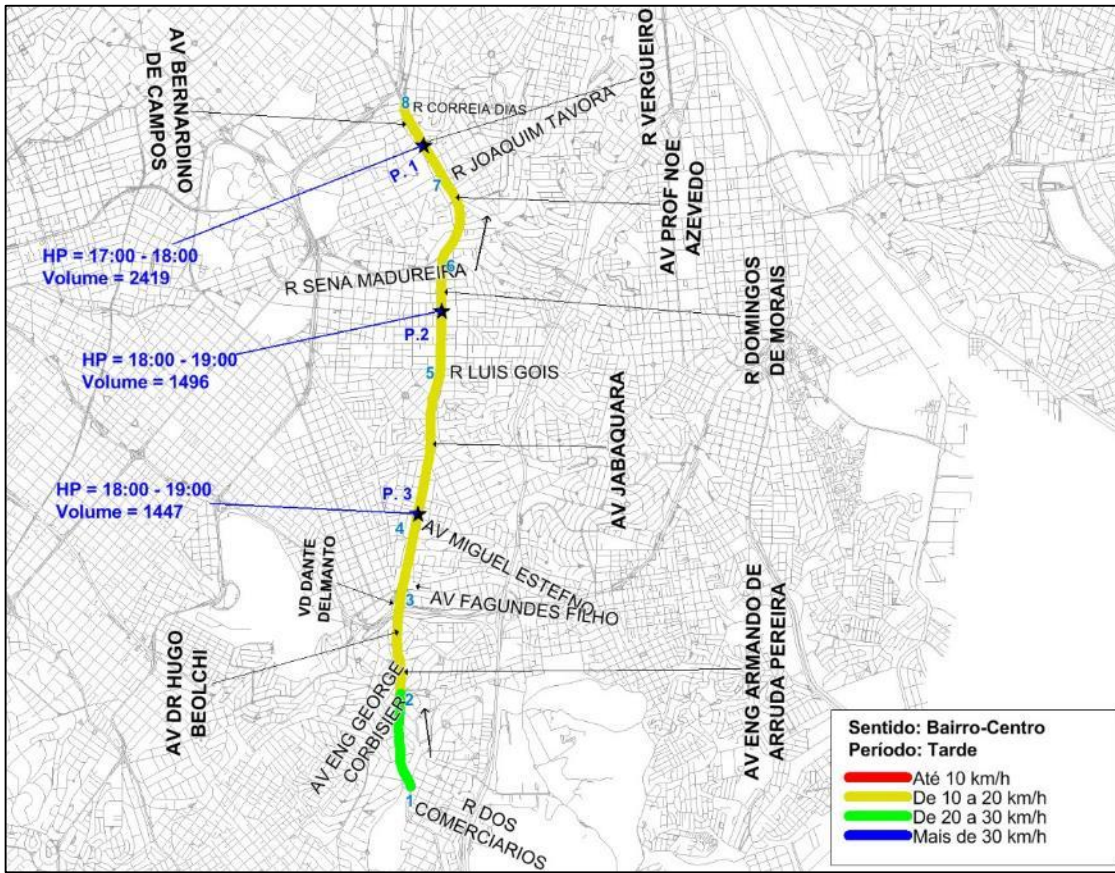 AV BERNARDINO
DE CAMPOS
8
R CORREIA DIAS
R VERGUEIRO
R JOAQUIM TAVORA
P. 1
7
AV PROF NOE
AZEVEDO
HP = 17:00 - 18:00
Volume = 2419
6
R SENA MADUREIRA
P.2
R DOMINGOS
DE MORAIS
HP = 18:00 - 19:00
Volume = 1496
5
R LUIS GOIS
AV JABAQUARA
HP = 18:00 - 19:00
Volume = 1447
P. 3
4
AV MIGUEL ESTEFNO
VD DANTE
DELMANTO
3
AV FAGUNDES FILHO
AV DR HUGO
BEOLCHI
AV ENG GEORGE
CORBISIER
2
AV ENG ARMANDO DE
ARRUDA PEREIRA
1
R DOS
COMERCIARIOS
Sentido: Bairro-Centro
Período: Tarde
Até 10 km/h
De 10 a 20 km/h
De 20 a 30 km/h
Mais de 30 km/h